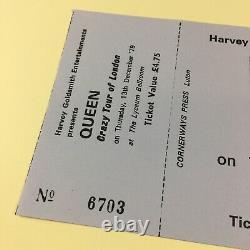 Harvey Goldsmith Entertainments
presents
QUEEN
Crazy Tour of London
on Thursday, 13th December '79
at The Lyceum Ballroom
Ticket Value £4.75
No 6703
CORNERWAYS PRESS Luton
Harvey
on
Tic